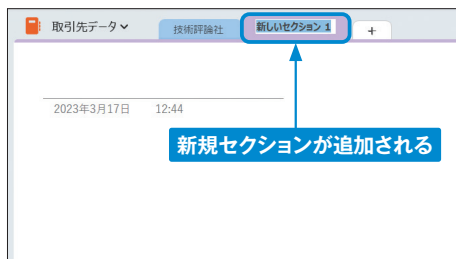 取引先データ
技術評論社
新しいセクション 1
+
2023年3月17日 12:44
新規セクションが追加される